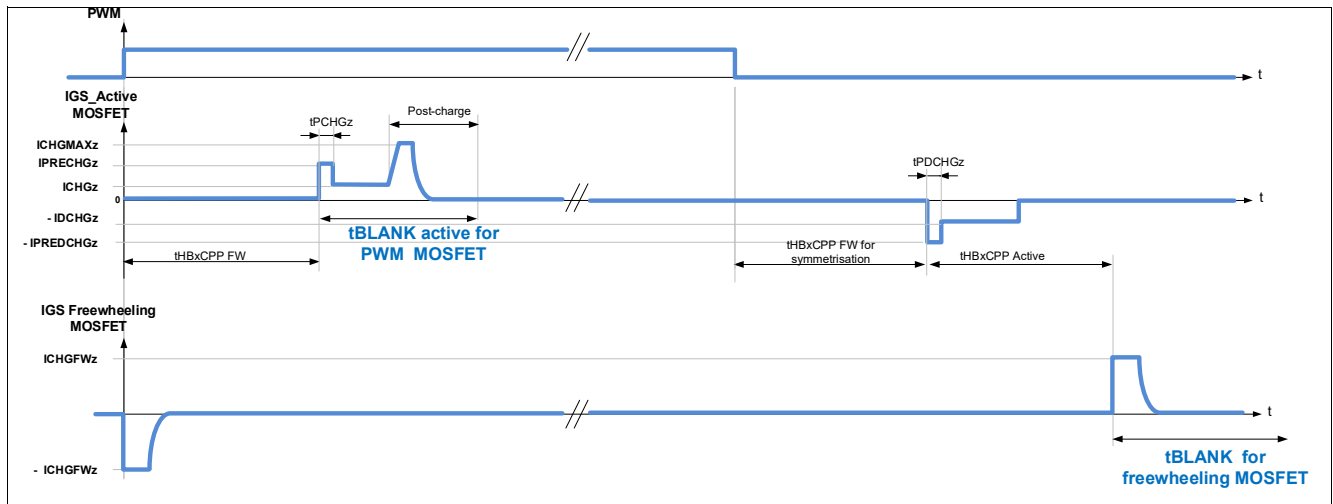 PWM
t
IGS_Active
MOSFET
tPCHGz
Post-charge
ICHGMAXz
IPRECHGz
tPDCHGz
ICHGz
0
t
- IDCHGz
- IPREDCHGz
tBLANK active for
PWM MOSFET
tHBxCPP FW
tHBxCPP FW for
symmetrisation
tHBxCPP Active
IGS Freewheeling
MOSFET
ICHGFWz
t
- ICHGFWz
tBLANK for
freewheeling MOSFET